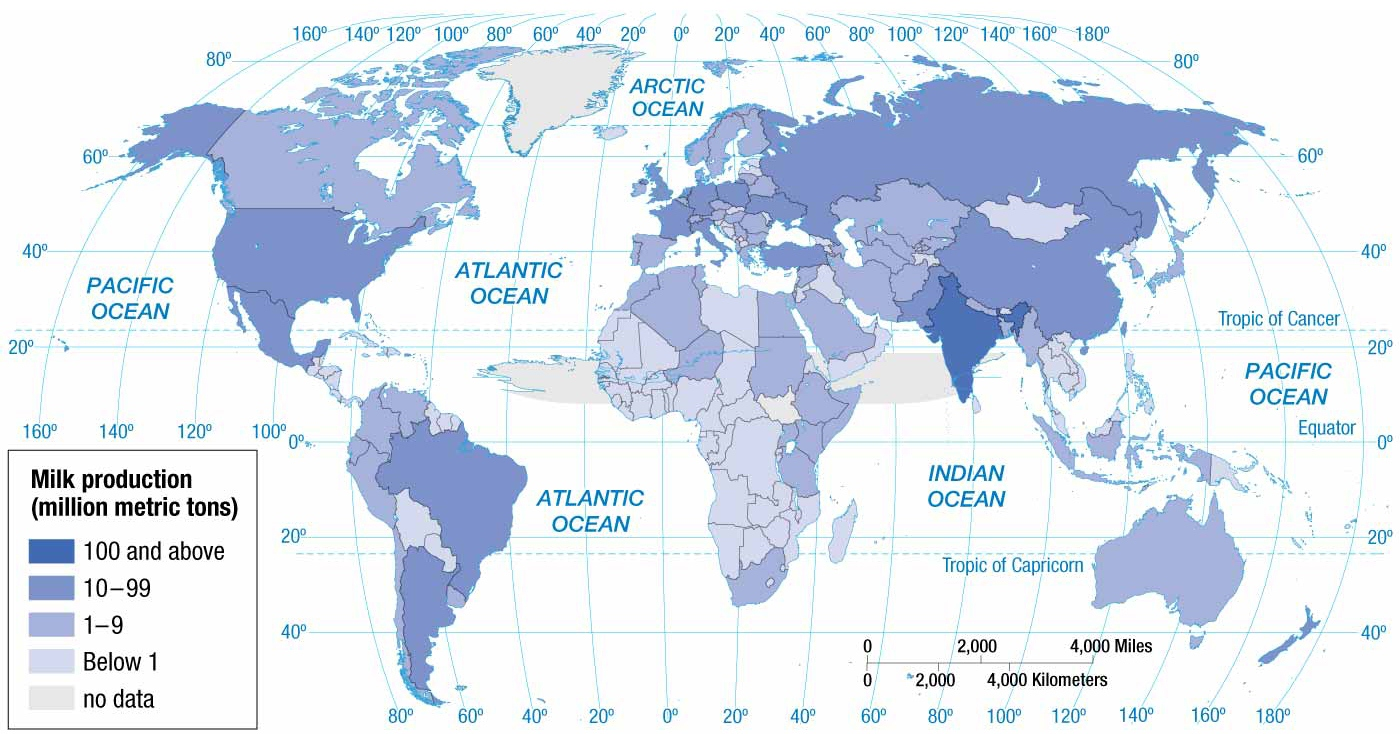 160º 140º 120º 100º 80º 60º 40º 20º 0º 20º 40º 60º 80º 100º 120º 140º 160º 180º
80º 80º
ARCTIC
OCEAN
60º 60º
40º 40º
PACIFIC
OCEAN
ATLANTIC
OCEAN
Tropic of Cancer
20º 20º
PACIFIC
OCEAN
160º 140º 120º 100º 0º Equator 0º
Milk production
(million metric tons)
100 and above
10–99
1–9
Below 1
no data
ATLANTIC
OCEAN
INDIAN
OCEAN
20º 20º
Tropic of Capricorn
40º 40º
0 2,000 4,000 Miles
0 2,000 4,000 Kilometers
80º 60º 40º 20º 0º 20º 40º 60º 80º 100º 120º 140º 160º 180º